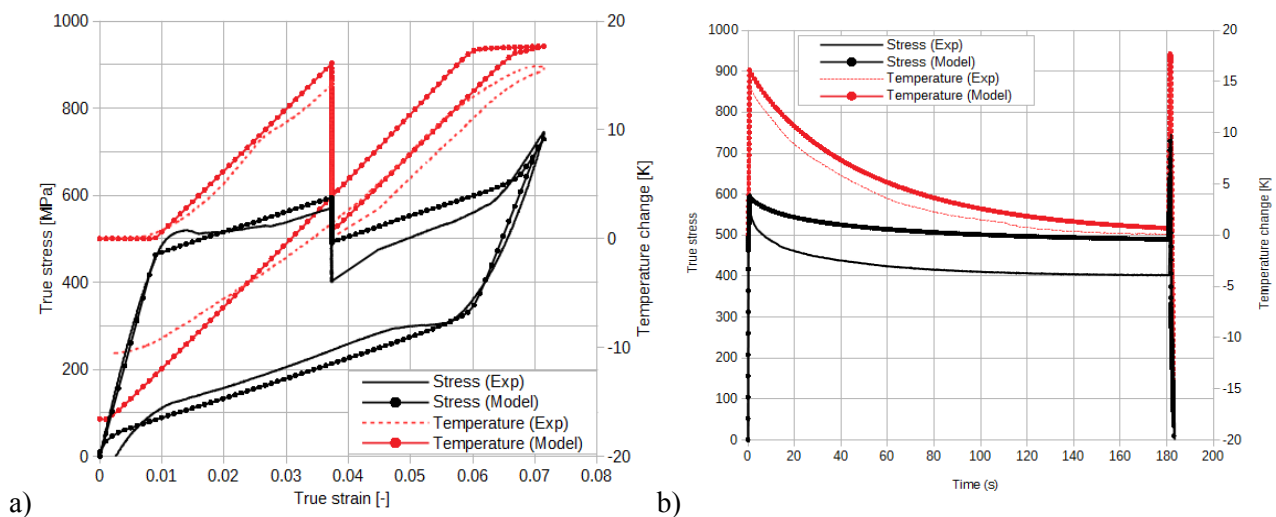 1000
900
800
600
500
400
200
100
0
True stress [MPa]
20
10
0
-10
-20
Temperature change [K]
Stress (Exp)
Stress (Model)
Temperature (Exp)
Temperature (Model)
0 0.01 0.02 0.03 0.04 0.05 0.06 0.07 0.08
True strain [-]
a)
1000
900
800
700
600
500
400
300
200
100
0
True stress
20
15
10
5
0
-5
-10
-15
-20
Temperature change [K]
Stress (Exp)
Stress (Model)
Temperature (Exp)
Temperature (Model)
0 20 40 60 80 100 120 140 160 180 200
Time (s)
b)